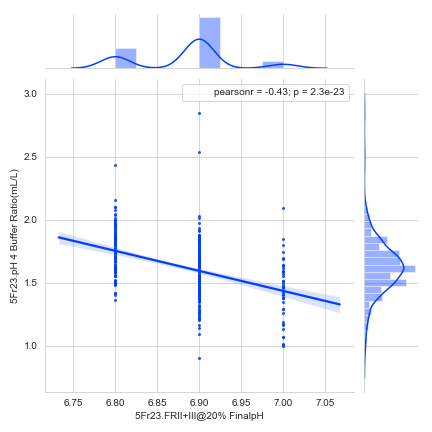 pearsonr = -0.43; p = 2.3e-23
3.0
2.5
2.0
1.5
1.0
5Fr23.pH 4 Buffer Ratio(mL/L)
6.75 6.80 6.85 6.90 6.95 7.00 7.05
5Fr23.FRII+III@20% FinalpH